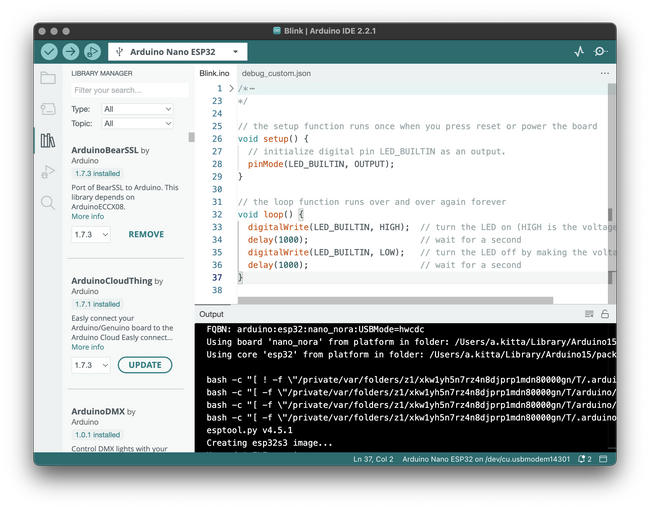 Blink | Arduino IDE 2.2.1
Arduino Nano ESP32
LIBRARY MANAGER
Filter your search...
Type: All
Topic: All
ArduinoBearSSL by
Arduino
1.7.3 installed
Port of BearSSL to Arduino. This
library depends on
ArduinoECCX08.
More info
1.7.3 REMOVE
ArduinoCloudThing by
Arduino
1.7.1 installed
Easly connect your
Arduino/Genuino board to the
Arduino Cloud Easly connect...
More info
1.7.3 UPDATE
ArduinoDMX by
Arduino
1.0.1 installed
Control DMX lights with your
Blink.ino debug_custom.json
1 /*
23 */
24
25 // the setup function runs once when you press reset or power the board
26 void setup() {
27 // initialize digital pin LED_BUILTIN as an output.
28 pinMode(LED_BUILTIN, OUTPUT);
29 }
30
31 // the loop function runs over and over again forever
32 void loop() {
33 digitalWrite(LED_BUILTIN, HIGH); // turn the LED on (HIGH is the voltage
34 delay(1000); // wait for a second
35 digitalWrite(LED_BUILTIN, LOW); // turn the LED off by making the volta
36 delay(1000); // wait for a second
37 }
38
Output
FQBN: arduino:esp32:nano_nora:USBMode=hwcdc
Using board 'nano_nora' from platform in folder: /Users/a.kitta/Library/Arduino15
Using core 'esp32' from platform in folder: /Users/a.kitta/Library/Arduino15/pack
bash -c "[ ! -f \"/private/var/folders/z1/xkw1yh5n7rz4n8djprp1mdn80000gn/T/.ardui
bash -c "[ -f \"/private/var/folders/z1/xkw1yh5n7rz4n8djprp1mdn80000gn/T/arduino/
bash -c "[ -f \"/private/var/folders/z1/xkw1yh5n7rz4n8djprp1mdn80000gn/T/arduino/
bash -c "[ -f \"/private/var/folders/z1/xkw1yh5n7rz4n8djprp1mdn80000gn/T/.arduino
esptool.py v4.5.1
Creating esp32s3 image...
Ln 37, Col 2 Arduino Nano ESP32 on /dev/cu.usbmodem14301 2